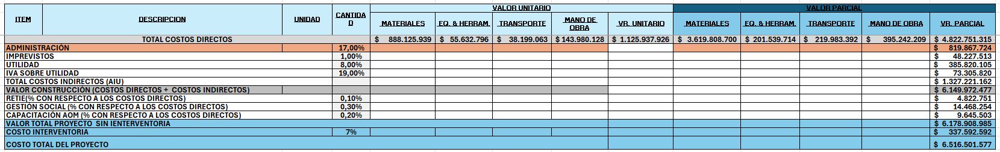 VALOR UNITARIO VALOR PARCIAL
ITEM DESCRIPCION UNIDAD CANTIDA
D MATERIALES EQ. & HERRAM. TRANSPORTE MANO DE
OBRA VR. UNITARIO MATERIALES EQ. & HERRAM. TRANSPORTE MANO DE OBRA VR. PARCIAL
TOTAL COSTOS DIRECTOS $ 888.125.939 $ 55.632.796 $ 38.199.063 $ 143.980.128 $ 1.125.937.926 $ 3.619.808.700 $ 201.539.714 $ 219.983.392 $ 395.242.209 $ 4.822.751.315
ADMINISTRACIÓN 17,00% $ 819.867.724
IMPREVISTOS 1,00% $ 48.227.513
UTILIDAD 8,00% $ 385.820.105
IVA SOBRE UTILIDAD 19,00% $ 73.305.820
TOTAL COSTOS INDIRECTOS (AIU) $ 1.327.221.162
VALOR CONSTRUCCIÓN (COSTOS DIRECTOS + COSTOS INDIRECTOS) $ 6.149.972.477
RETIE(% CON RESPECTO A LOS COSTOS DIRECTOS) 0,10% $ 4.822.751
GESTIÓN SOCIAL (% CON RESPECTO A LOS COSTOS DIRECTOS) 0,30% $ 14.468.254
CAPACITACIÓN AOM (% CON RESPECTO A LOS COSTOS DIRECTOS) 0,20% $ 9.645.503
VALOR TOTAL PROYECTO SIN IENTERVENTORIA $ 6.178.908.985
COSTO INTERVENTORIA 7% $ 337.592.592
COSTO TOTAL DEL PROYECTO $ 6.516.501.577